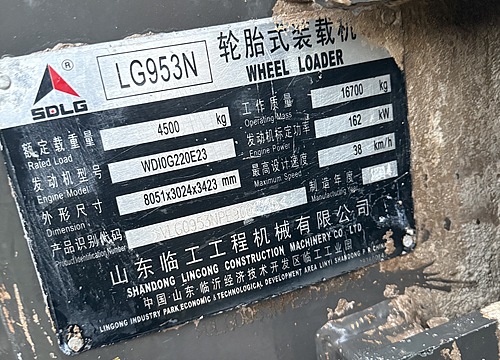 SDLG ®
LG953N
轮胎式装载机
WHEEL LOADER
额定载重量 4500 kg
Rated Load
发动机型号 WDI0G220E23
Engine Model
外形尺寸 8051x3024x3423 mm
Dimension s
产品识别代码
Product Identification Number
工作质量 16700 kg
Operating Mass
发动机标定功率 162 kW
Engine Power
最高设计速度 38 km/h
Maximum Speed
制造年度
Manufacturing
山东临工工程机械有限公司
SHANDONG LINGONG CONSTRUCTION MACHINERY CO., LTD
中国·山东·临沂经济技术开发区临工工业园
LINGONG INDUSTRY PARK, ECONOMIC & TECHNOLOGICAL DEVELOPMENT AREA LINYI SHANDONG P.R CHINA